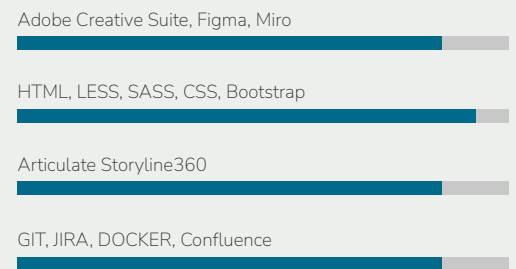 Adobe Creative Suite, Figma, Miro
HTML, LESS, SASS, CSS, Bootstrap
Articulate Storyline360
GIT, JIRA, DOCKER, Confluence